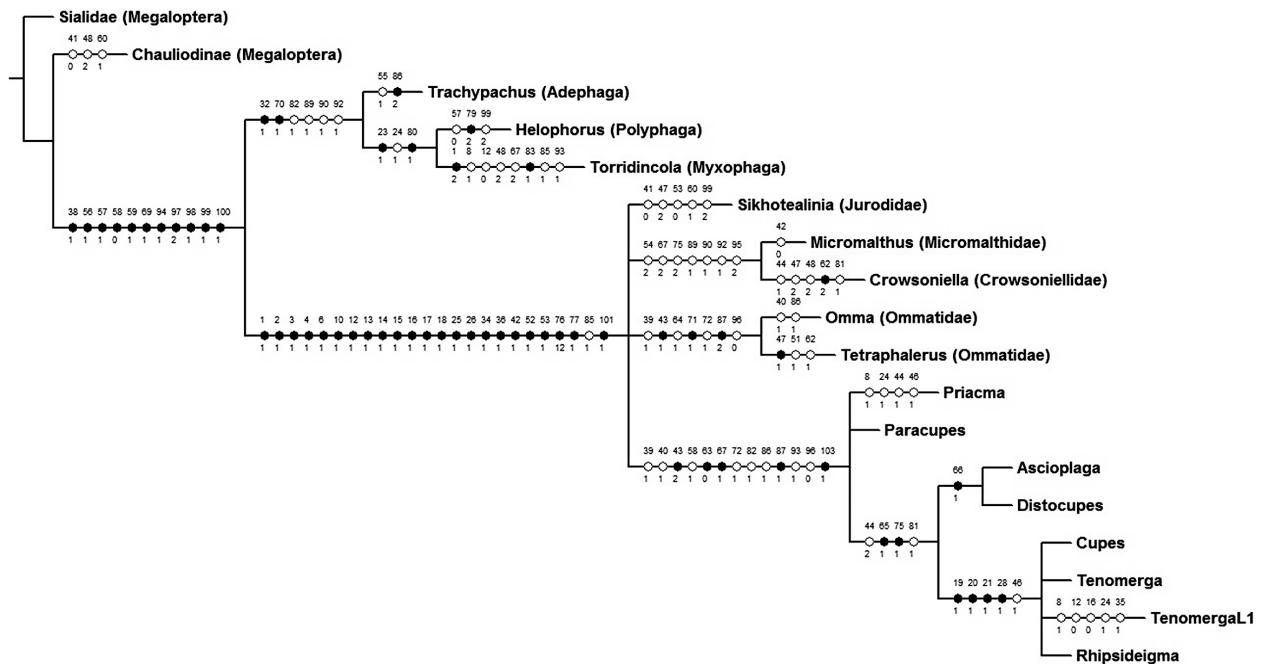 Sialidae (Megaloptera)
41 48 60
Chauliodinae (Megaloptera)
0 2 1
55 86
Trachypachus (Adephaga)
1 2
32 70 82 89 90 92
1 1 1 1 1 1
57 79 99
Helophorus (Polyphaga)
0 2 2
23 24 80
1 1 1
1 8 12 48 67 83 85 93
Torridincola (Myxophaga)
2 1 0 2 2 1 1 1
41 47 53 60 99
Sikhotealinia (Jurodidae)
0 2 0 1 2
38 56 57 58 59 69 94 97 98 99 100
1 1 1 0 1 1 1 2 1 1 1
42
Micromalthus (Micromalthidae)
0
54 67 75 89 90 92 95
2 2 2 1 1 1 2
44 47 48 62 81
Crowsoniella (Crowsoniellidae)
1 2 2 2 1
40 86
Omma (Ommatidae)
1 1
1 2 3 4 6 10 12 13 14 15 16 17 18 25 26 34 36 42 52 53 76 77 85 101
1 1 1 1 1 1 1 1 1 1 1 1 1 1 1 1 1 1 1 1 12 1 1 1
39 43 64 71 72 87 96
1 1 1 1 1 2 0
47 51 62
Tetraphalerus (Ommatidae)
1 1 1
8 24 44 46
Priacma
1 1 1 1
Paracupes
39 40 43 58 63 67 72 82 86 87 93 96 103
1 1 2 1 0 1 1 1 1 1 1 0 1
66
Ascioplaga
1
Distocupes
44 65 75 81
2 1 1 1
Cupes
Tenomerga
19 20 21 28 46
1 1 1 1 1
8 12 16 24 35
TenomergaL1
1 0 0 1 1
Rhipsideigma